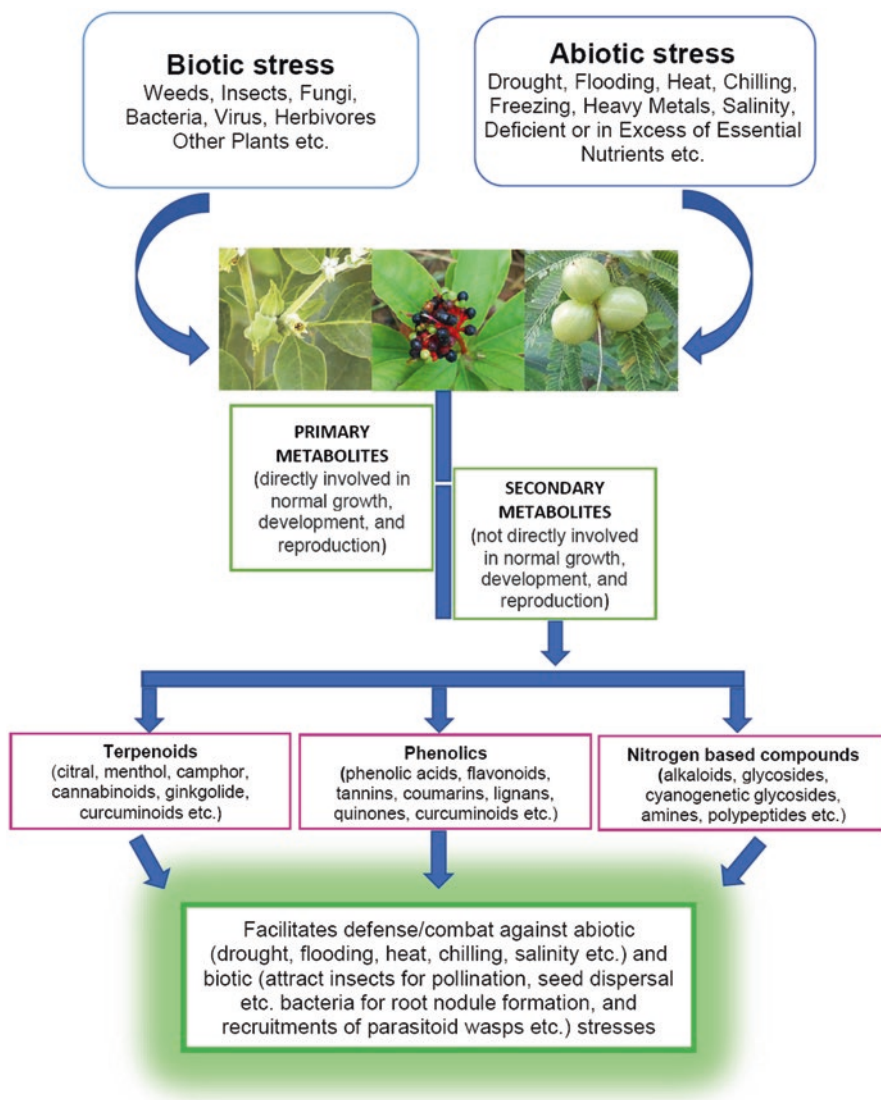 Biotic stress
Weeds, Insects, Fungi,
Bacteria, Virus, Herbivores
Other Plants etc.
Abiotic stress
Drought, Flooding, Heat, Chilling,
Freezing, Heavy Metals, Salinity,
Deficient or in Excess of Essential
Nutrients etc.
PRIMARY
METABOLITES
(directly involved in
normal growth,
development, and
reproduction)
SECONDARY
METABOLITES
(not directly involved
in normal growth,
development, and
reproduction)
Terpenoids
(citral, menthol, camphor,
cannabinoids, ginkgolide,
curcuminoids etc.)
Phenolics
(phenolic acids, flavonoids,
tannins, coumarins, lignans,
quinones, curcuminoids etc.)
Nitrogen based compounds
(alkaloids, glycosides,
cyanogenetic glycosides,
amines, polypeptides etc.)
Facilitates defense/combat against abiotic
(drought, flooding, heat, chilling, salinity etc.) and
biotic (attract insects for pollination, seed dispersal
etc. bacteria for root nodule formation, and
recruitments of parasitoid wasps etc.) stresses